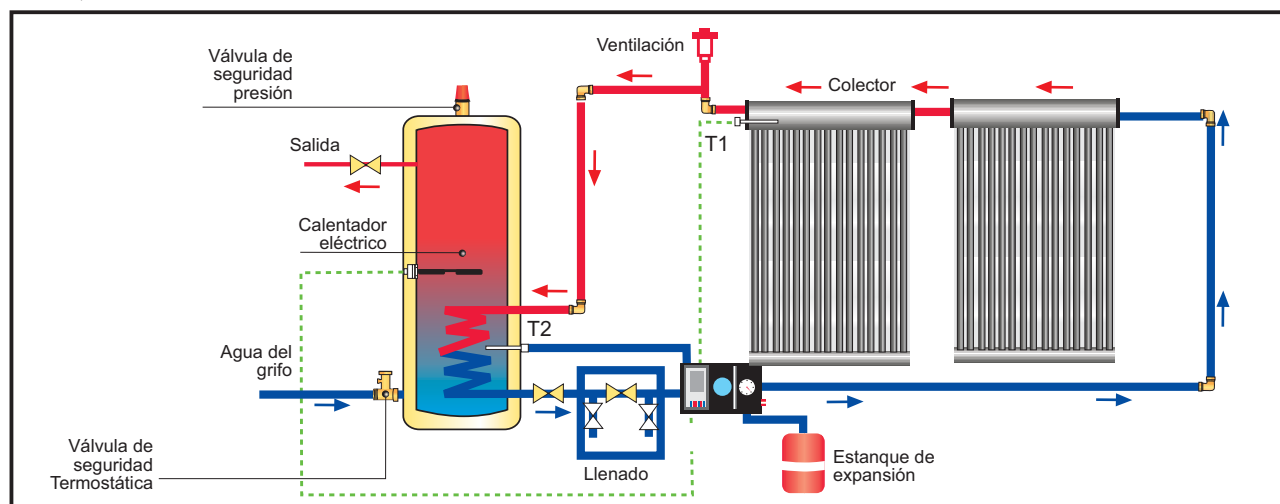 Ventilación
Válvula de
seguridad
presión
Colector
T1
Salida
Calentador
eléctrico
T2
Agua del
grifo
Llenado
Estanque de
expansión
Válvula de
seguridad
Termostática